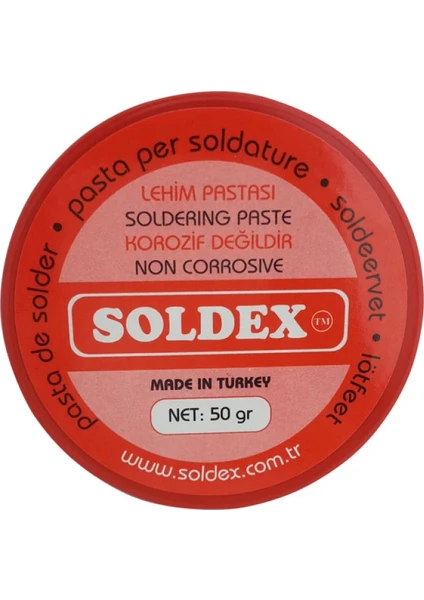 pasta de solder • pasta per soldature • soldeervet • lötfeet
LEHİM PASTASI
SOLDERING PASTE
KOROZİF DEĞİLDİR
NON CORROSIVE
SOLDEX TM
MADE IN TURKEY
NET: 50 gr
www.soldex.com.tr